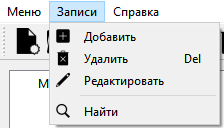 Меню Записи Справка
Добавить
Удалить Del
Редактировать
Найти